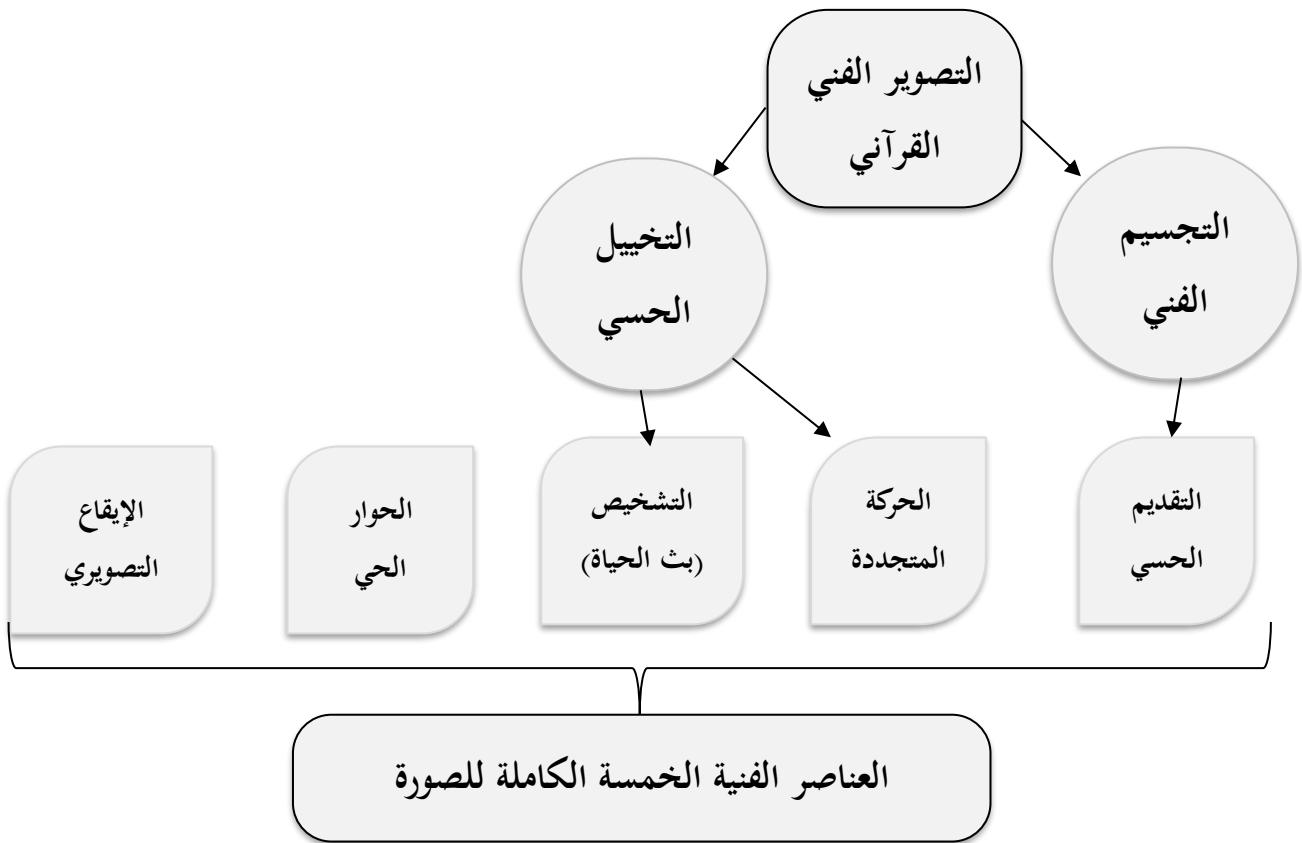 التصوير الفني
القرآني
التجسيم
الفني
التخييل
الحسي
التقديم
الحسي
الحركة
المتجددة
التشخيص
(بث الحياة)
الحوار
الحي
الإيقاع
التصويري
العناصر الفنية الخمسة الكاملة للصورة